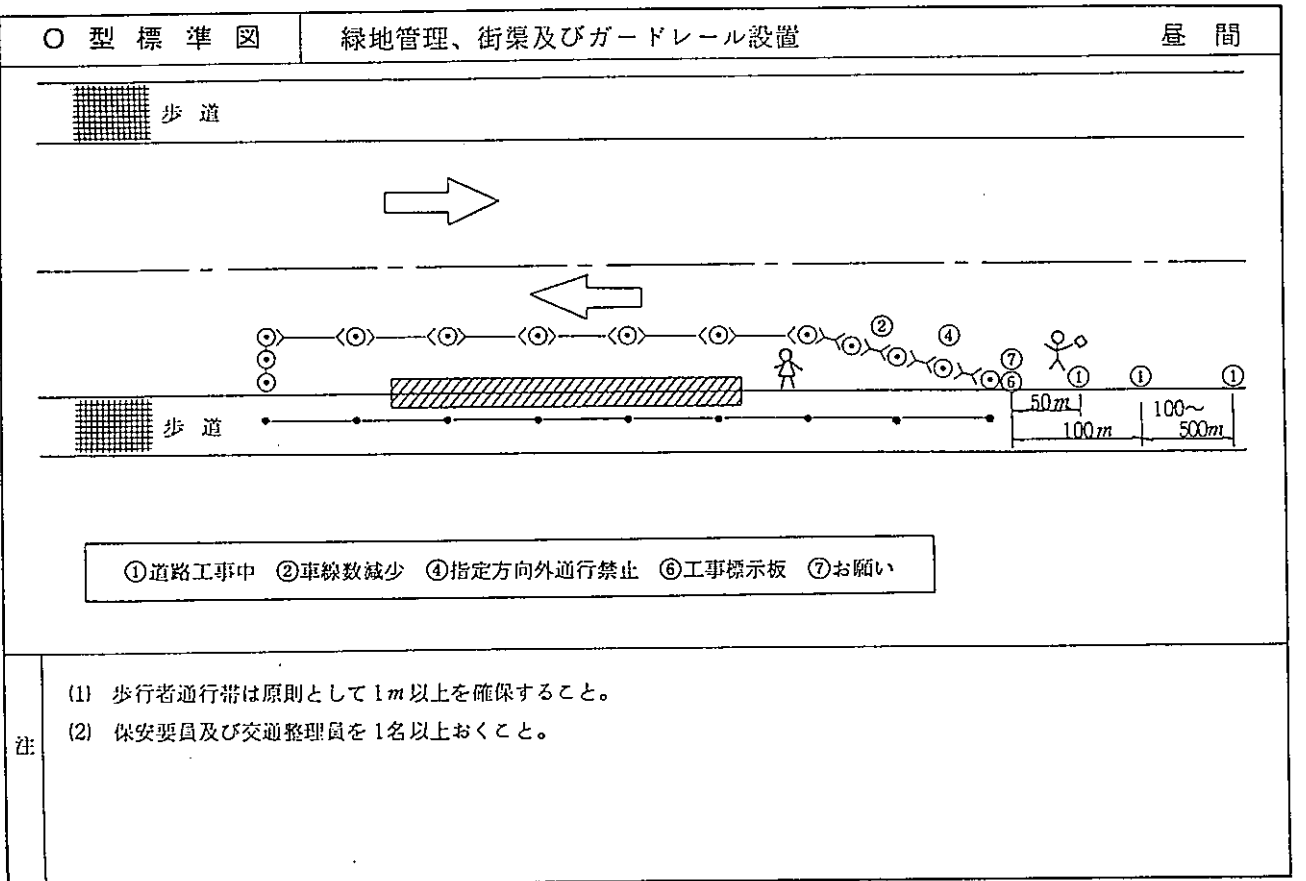 O 型 標 準 図
緑地管理、街渠及びガードレール設置
昼 間
歩 道
② ④ ⑦
⑥ ① ① ①
歩 道
50m
100m
100〜
500m
①道路工事中 ②車線数減少 ④指定方向外通行禁止 ⑥工事標示板 ⑦お願い
注
(1) 歩行者通行帯は原則として1m以上を確保すること。
(2) 保安要員及び交通整理員を1名以上おくこと。